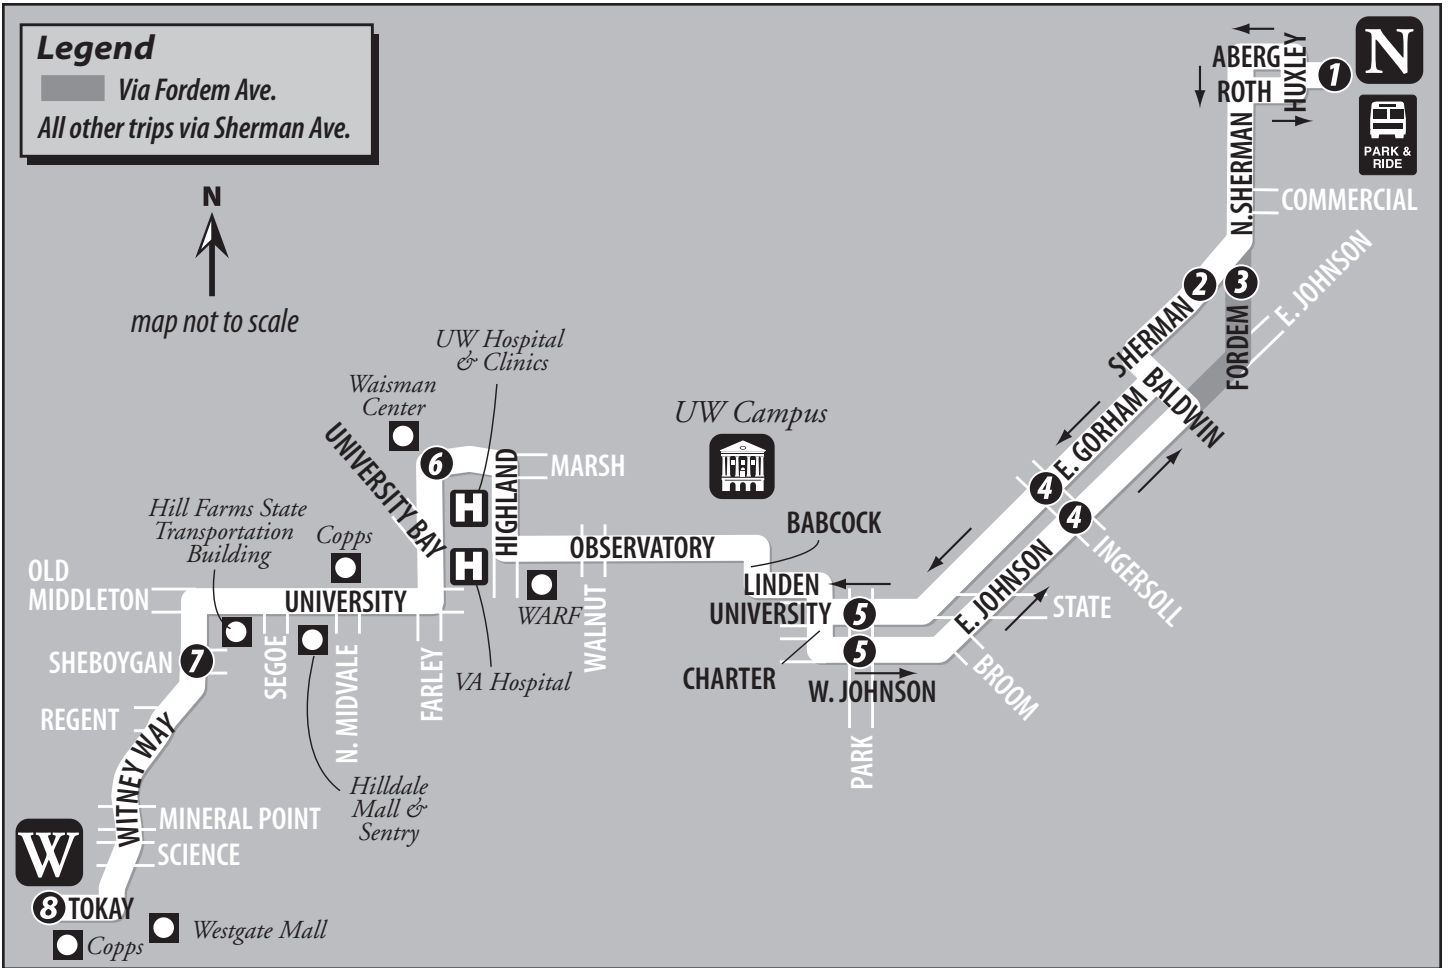 Legend
Via Fordem Ave.
All other trips via Sherman Ave.
N
map not to scale
ABERG
HUXLEY
ROTH
1
N
PARK &
RIDE
N.SHERMAN
COMMERCIAL
2
3
E. JOHNSON
SHERMAN
FORDEM
BALDWIN
E. GORHAM
4
4
INGERSOLL
E. JOHNSON
STATE
BROOM
UW Campus
UW Hospital
& Clinics
Waisman
Center
UNIVERSITY BAY
6
H
H
HIGHLAND
MARSH
OBSERVATORY
BABCOCK
LINDEN
UNIVERSITY
5
5
CHARTER
W. JOHNSON
PARK
WARF
WALNUT
VA Hospital
FARLEY
Hill Farms State
Transportation
Building
Copps
OLD
MIDDLETON
UNIVERSITY
SEGOE
N. MIDVALE
Hilldale
Mall &
Sentry
SHEBOYGAN
7
REGENT
WITNEY WAY
MINERAL POINT
SCIENCE
W
8
TOKAY
Copps
Westgate Mall